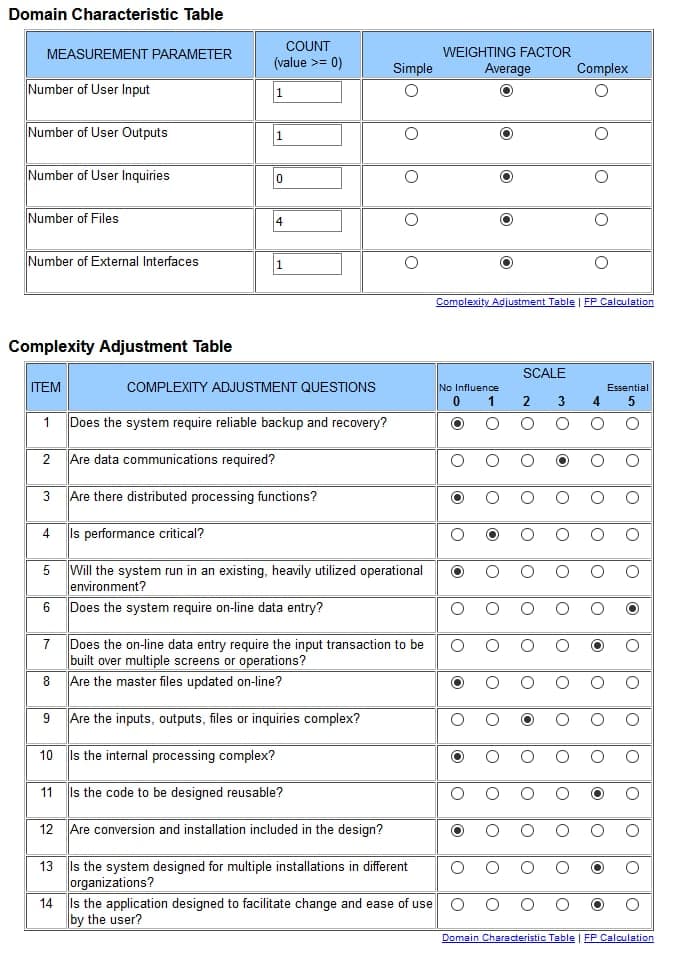 Domain Characteristic Table
MEASUREMENT PARAMETER
COUNT
(value >= 0)
WEIGHTING FACTOR
Simple Average Complex
Number of User Input 1
Number of User Outputs 1
Number of User Inquiries 0
Number of Files 4
Number of External Interfaces 1
Complexity Adjustment Table | FP Calculation
Complexity Adjustment Table
ITEM
COMPLEXITY ADJUSTMENT QUESTIONS
SCALE
No Influence Essential
0 1 2 3 4 5
1 Does the system require reliable backup and recovery?
2 Are data communications required?
3 Are there distributed processing functions?
4 Is performance critical?
5 Will the system run in an existing, heavily utilized operational
environment?
6 Does the system require on-line data entry?
7 Does the on-line data entry require the input transaction to be
built over multiple screens or operations?
8 Are the master files updated on-line?
9 Are the inputs, outputs, files or inquiries complex?
10 Is the internal processing complex?
11 Is the code to be designed reusable?
12 Are conversion and installation included in the design?
13 Is the system designed for multiple installations in different
organizations?
14 Is the application designed to facilitate change and ease of use
by the user?
Domain Characteristic Table | FP Calculation